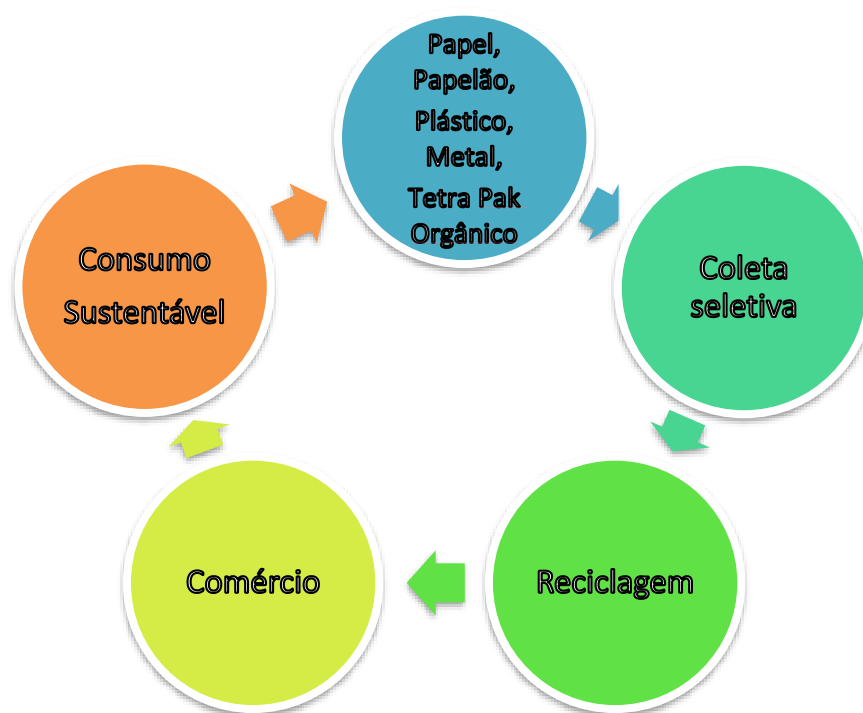 Papel,
Papelão,
Plástico,
Metal,
Tetra Pak
Orgânico
Coleta
seletiva
Reciclagem
Comércio
Consumo
Sustentável